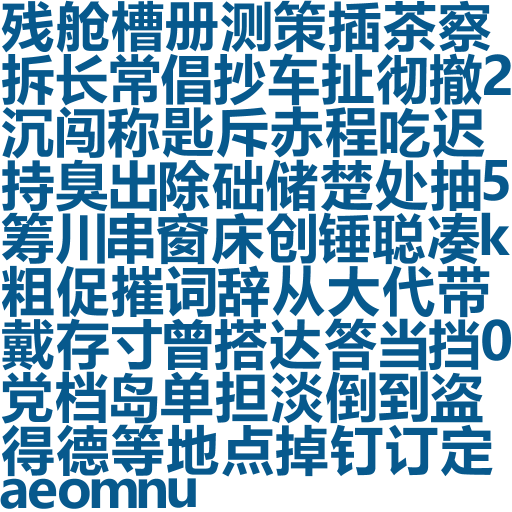 残舱槽册测策插茶察
拆长常倡抄车扯彻撤2
沉闯称匙斥赤程吃迟
持臭出除础储楚处抽5
筹川串窗床创锤聪凑k
粗促摧词辞从大代带
戴存寸曾搭达答当挡0
党档岛单担淡倒到盗
得德等地点掉钉订定
aeomnu